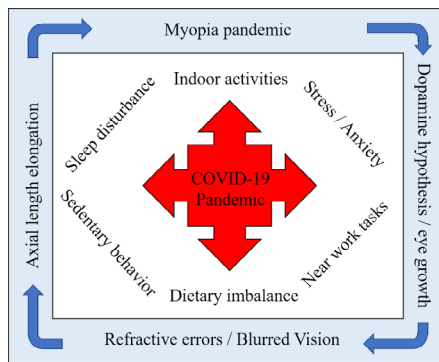 Myopia pandemic
Indoor activities
Sleep disturbance
Stress / Anxiety
Axial length elongation
Dopamine hypothesis / eye growth
COVID-19
Pandemic
Sedentary behavior
Near work tasks
Dietary imbalance
Refractive errors / Blurred Vision